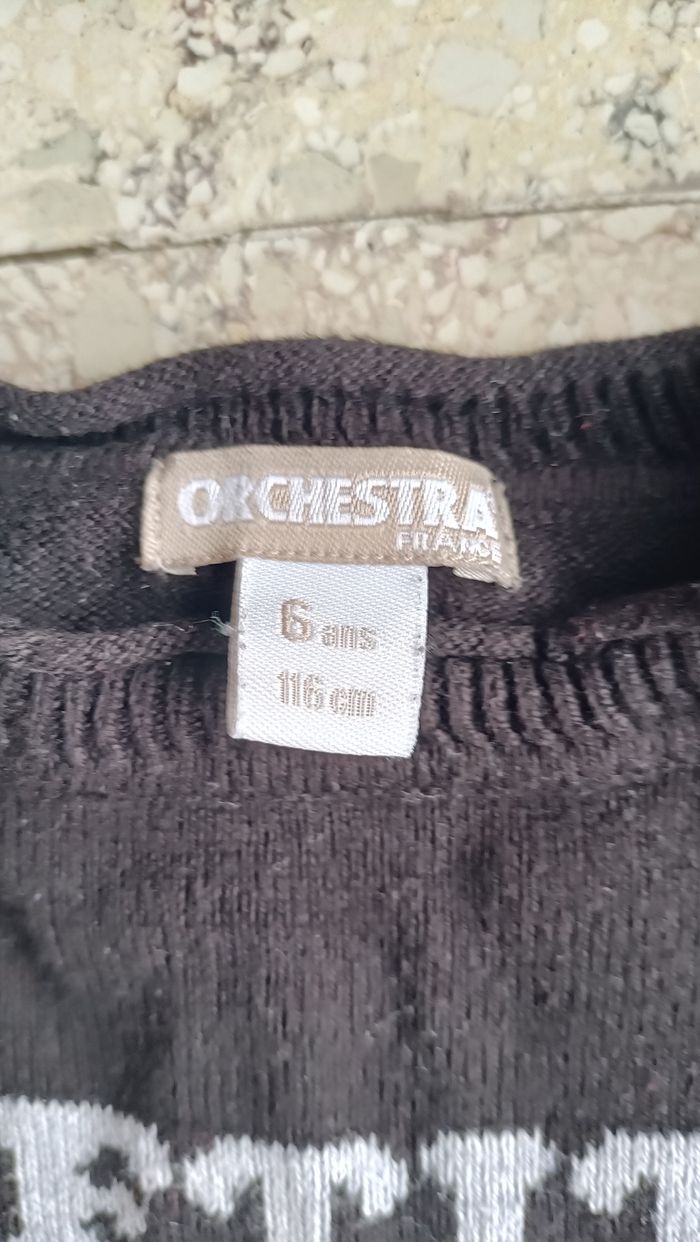 ORCHESTRA
FRANCE
6 ans
116 cm